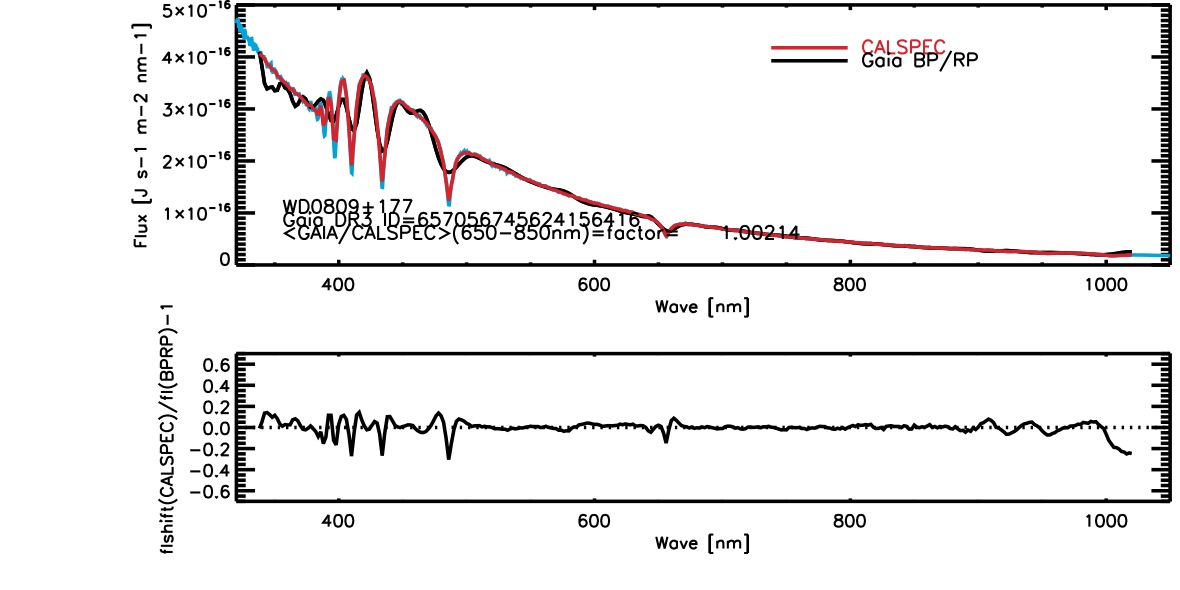 5×10−16
4×10−16
3×10−16
2×10−16
1×10−16
0
Flux [J s−1 m−2 nm−1]
CALSPEC
Gaia BP/RP
WD0809+177
Gaia DR3 ID=657056745624156416
<GAIA/CALSPEC>(650−850nm)=factor= 1.00214
400 600 800 1000
Wave [nm]
flshift(CALSPEC)/fl(BPRP)−1
0.6
0.4
0.2
0.0
−0.2
−0.4
−0.6
400 600 800 1000
Wave [nm]